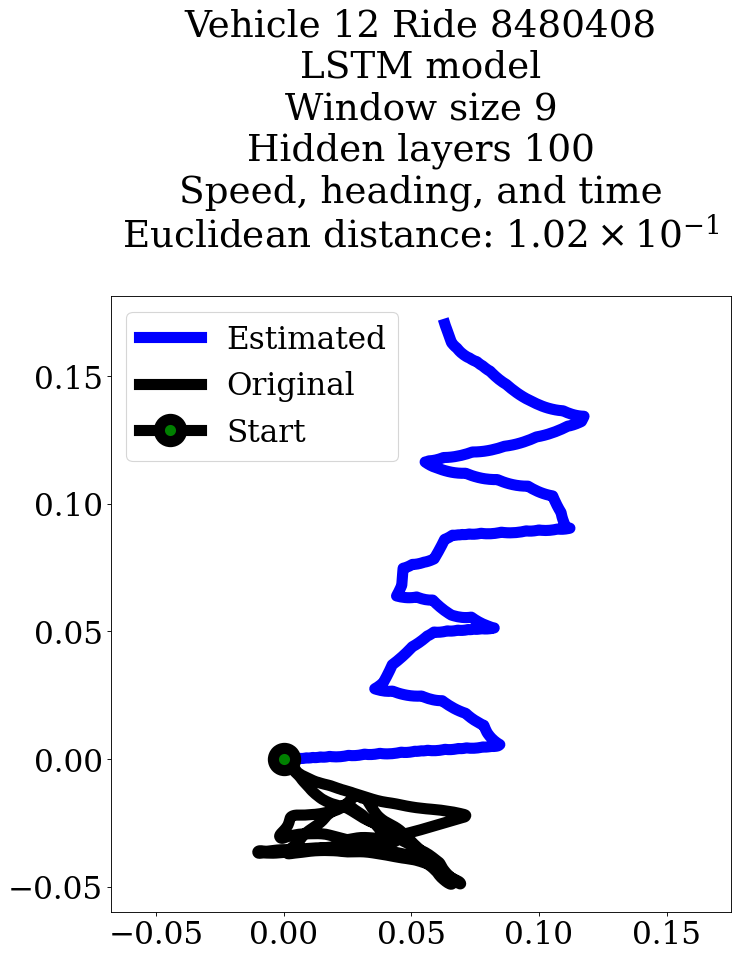 Vehicle 12 Ride 8480408
LSTM model
Window size 9
Hidden layers 100
Speed, heading, and time
Euclidean distance: 1.02 × 10⁻¹
Estimated
Original
Start
0.15
0.10
0.05
0.00
−0.05
−0.05 0.00 0.05 0.10 0.15